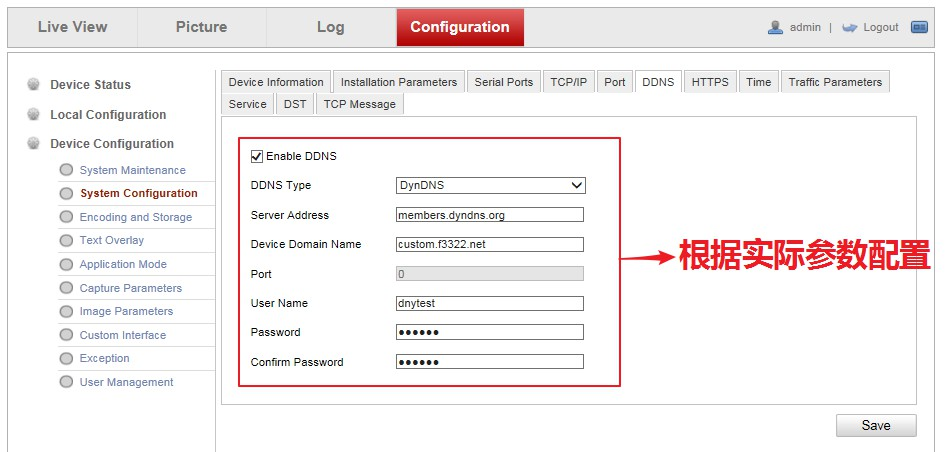 Live View Picture Log Configuration admin | Logout
Device Status
Local Configuration
Device Configuration
System Maintenance
System Configuration
Encoding and Storage
Text Overlay
Application Mode
Capture Parameters
Image Parameters
Custom Interface
Exception
User Management
Device Information Installation Parameters Serial Ports TCP/IP Port DDNS HTTPS Time Traffic Parameters
Service DST TCP Message
Enable DDNS
DDNS Type DynDNS
Server Address members.dyndns.org
Device Domain Name custom.f3322.net
Port 0
User Name dnytest
Password ●●●●●●
Confirm Password ●●●●●●
根据实际参数配置
Save